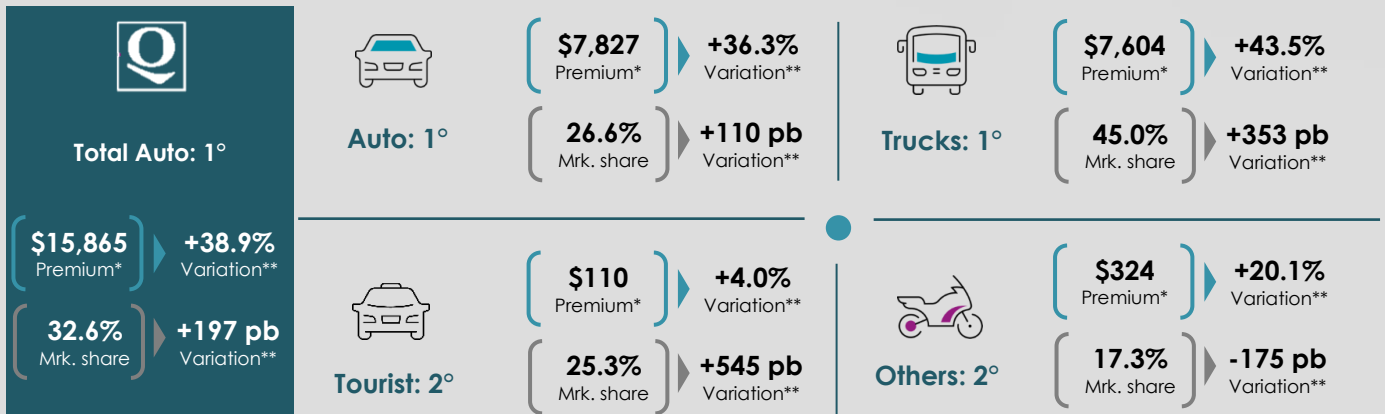 Q
Total Auto: 1°
$15,865
Premium*
+38.9%
Variation**
32.6%
Mrk. share
+197 pb
Variation**
Auto: 1°
$7,827
Premium*
+36.3%
Variation**
26.6%
Mrk. share
+110 pb
Variation**
Trucks: 1°
$7,604
Premium*
+43.5%
Variation**
45.0%
Mrk. share
+353 pb
Variation**
Tourist: 2°
$110
Premium*
+4.0%
Variation**
25.3%
Mrk. share
+545 pb
Variation**
Others: 2°
$324
Premium*
+20.1%
Variation**
17.3%
Mrk. share
-175 pb
Variation**